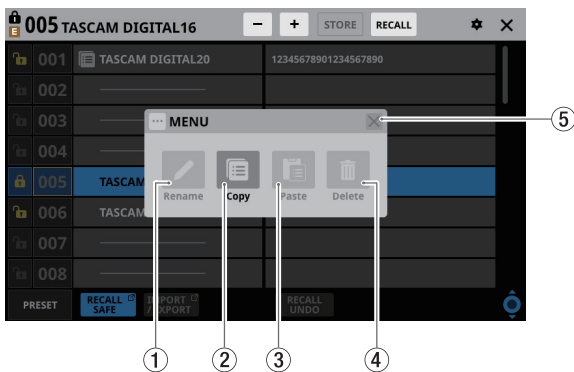 E 005 TASCAM DIGITAL16 − + STORE RECALL
001 TASCAM DIGITAL20 12345678901234567890
002
003
MENU
5
004
005 TASCAM
Rename Copy Paste Delete
006 TASCAM
007
008
PRESET RECALL SAFE IMPORT / EXPORT RECALL UNDO
1 2 3 4